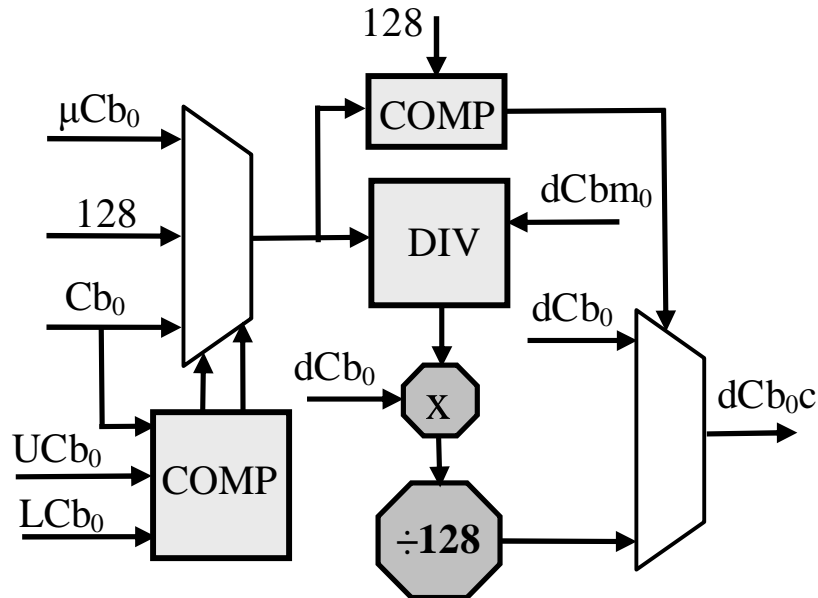 128
μCb₀
COMP
128
dCbm₀
DIV
Cb₀
dCb₀
dCb₀
X
dCb₀c
UCb₀
COMP
LCb₀
÷128